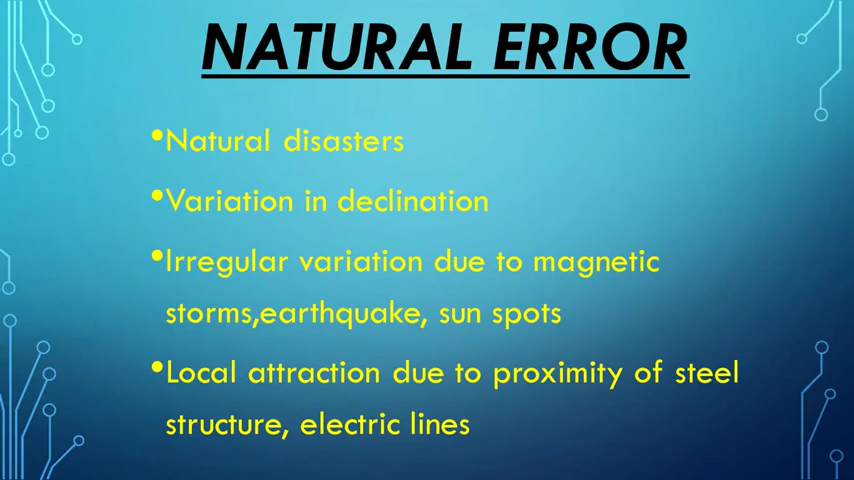 NATURAL ERROR
•Natural disasters
•Variation in declination
•Irregular variation due to magnetic
storms,earthquake, sun spots
•Local attraction due to proximity of steel
structure, electric lines